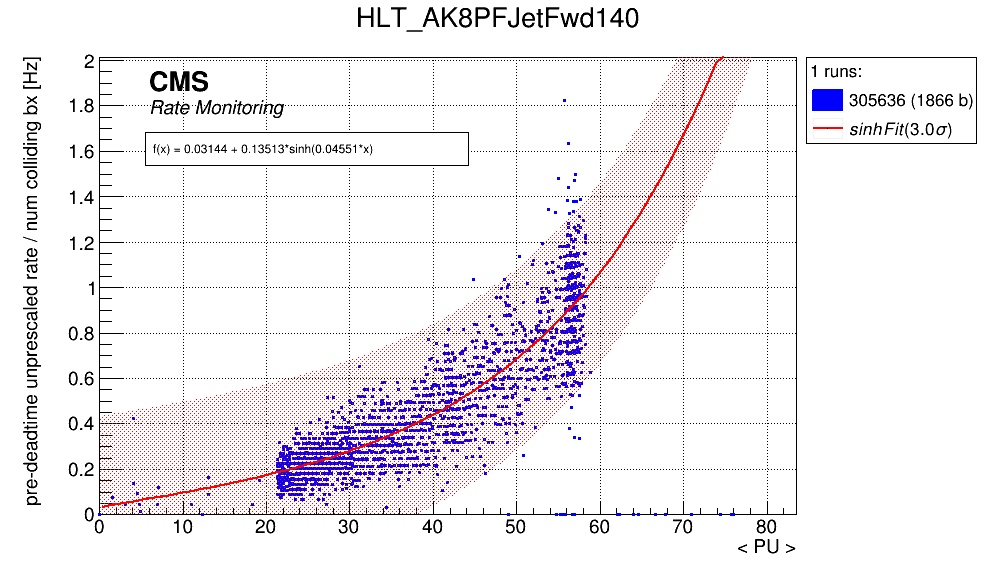 HLT_AK8PFJetFwd140
pre-deadtime unprescaled rate / num colliding bx [Hz]
CMS
Rate Monitoring
f(x) = 0.03144 + 0.13513*sinh(0.04551*x)
1 runs:
305636 (1866 b)
sinhFit(3.0σ)
2
1.8
1.6
1.4
1.2
1
0.8
0.6
0.4
0.2
0
0 10 20 30 40 50 60 70 80
< PU >